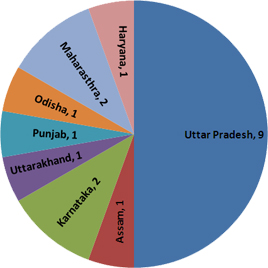 Haryana, 1
Maharasthra, 2
Odisha, 1
Punjab, 1
Uttarakhand, 1
Karnataka, 2
Assam, 1
Uttar Pradesh, 9